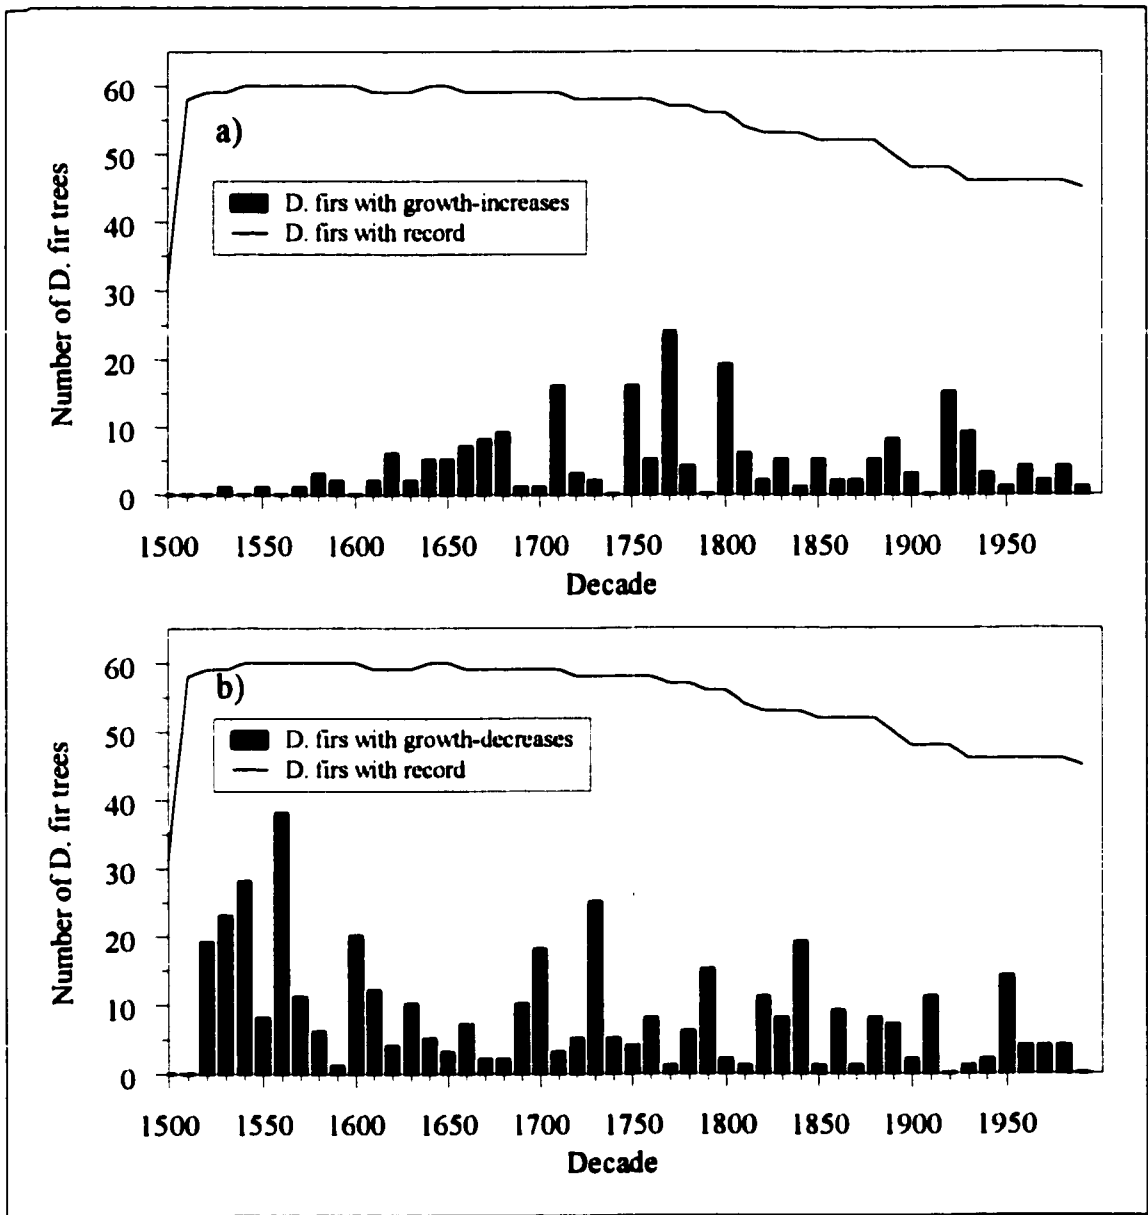 60
50
40
30
20
10
0
Number of D. fir trees
a)
D. firs with growth-increases
D. firs with record
1500 1550 1600 1650 1700 1750 1800 1850 1900 1950
Decade
60
50
40
30
20
10
0
Number of D. fir trees
b)
D. firs with growth-decreases
D. firs with record
1500 1550 1600 1650 1700 1750 1800 1850 1900 1950
Decade